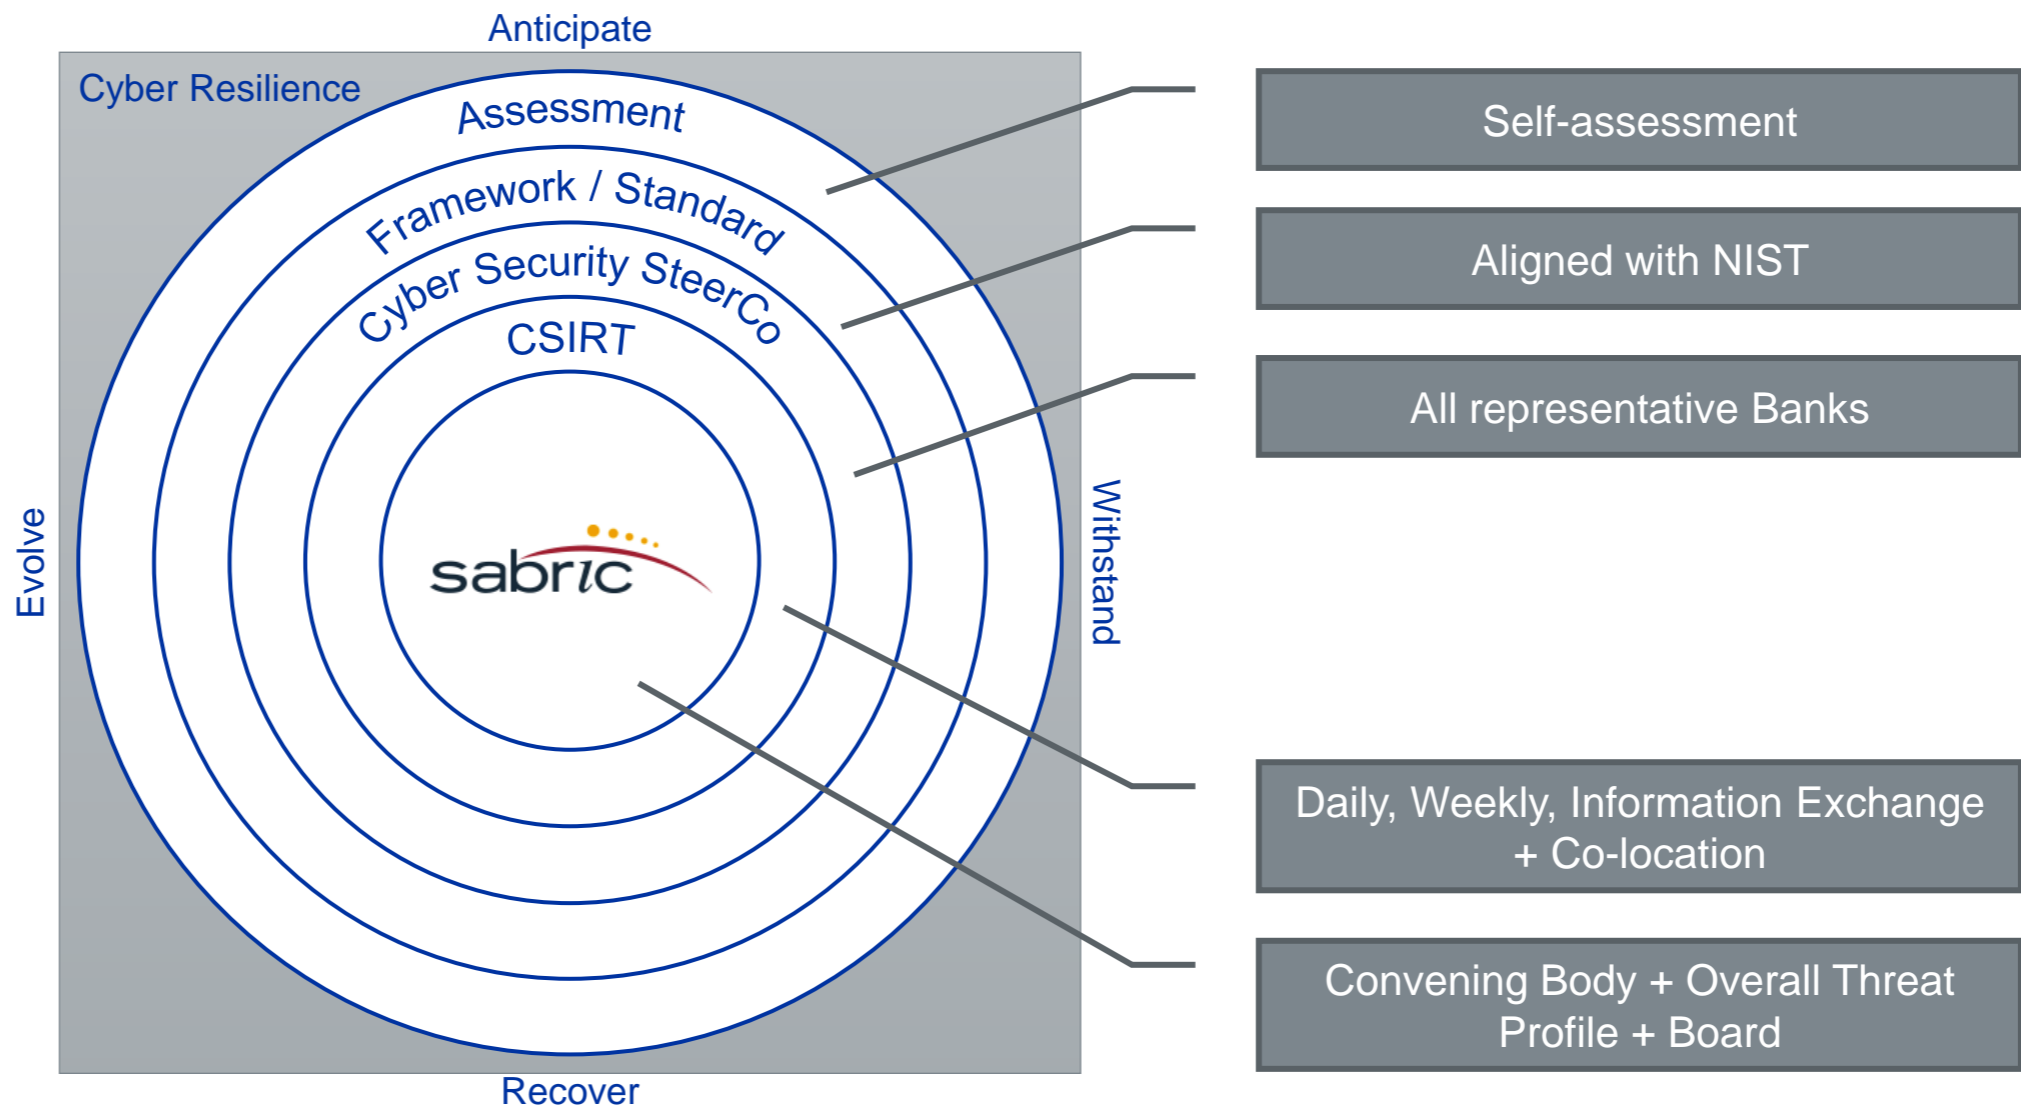 Anticipate
Cyber Resilience
Assessment
Framework / Standard
Cyber Security SteerCo
CSIRT
sabric
Evolve
Withstand
Recover
Self-assessment
Aligned with NIST
All representative Banks
Daily, Weekly, Information Exchange
+ Co-location
Convening Body + Overall Threat
Profile + Board